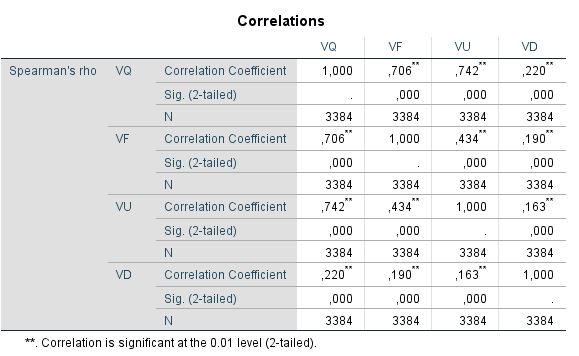 Correlations
VQ VF VU VD
Spearman's rho VQ Correlation Coefficient 1,000 ,706** ,742** ,220**
Sig. (2-tailed) . ,000 ,000 ,000
N 3384 3384 3384 3384
VF Correlation Coefficient ,706** 1,000 ,434** ,190**
Sig. (2-tailed) ,000 . ,000 ,000
N 3384 3384 3384 3384
VU Correlation Coefficient ,742** ,434** 1,000 ,163**
Sig. (2-tailed) ,000 ,000 . ,000
N 3384 3384 3384 3384
VD Correlation Coefficient ,220** ,190** ,163** 1,000
Sig. (2-tailed) ,000 ,000 ,000 .
N 3384 3384 3384 3384
**. Correlation is significant at the 0.01 level (2-tailed).